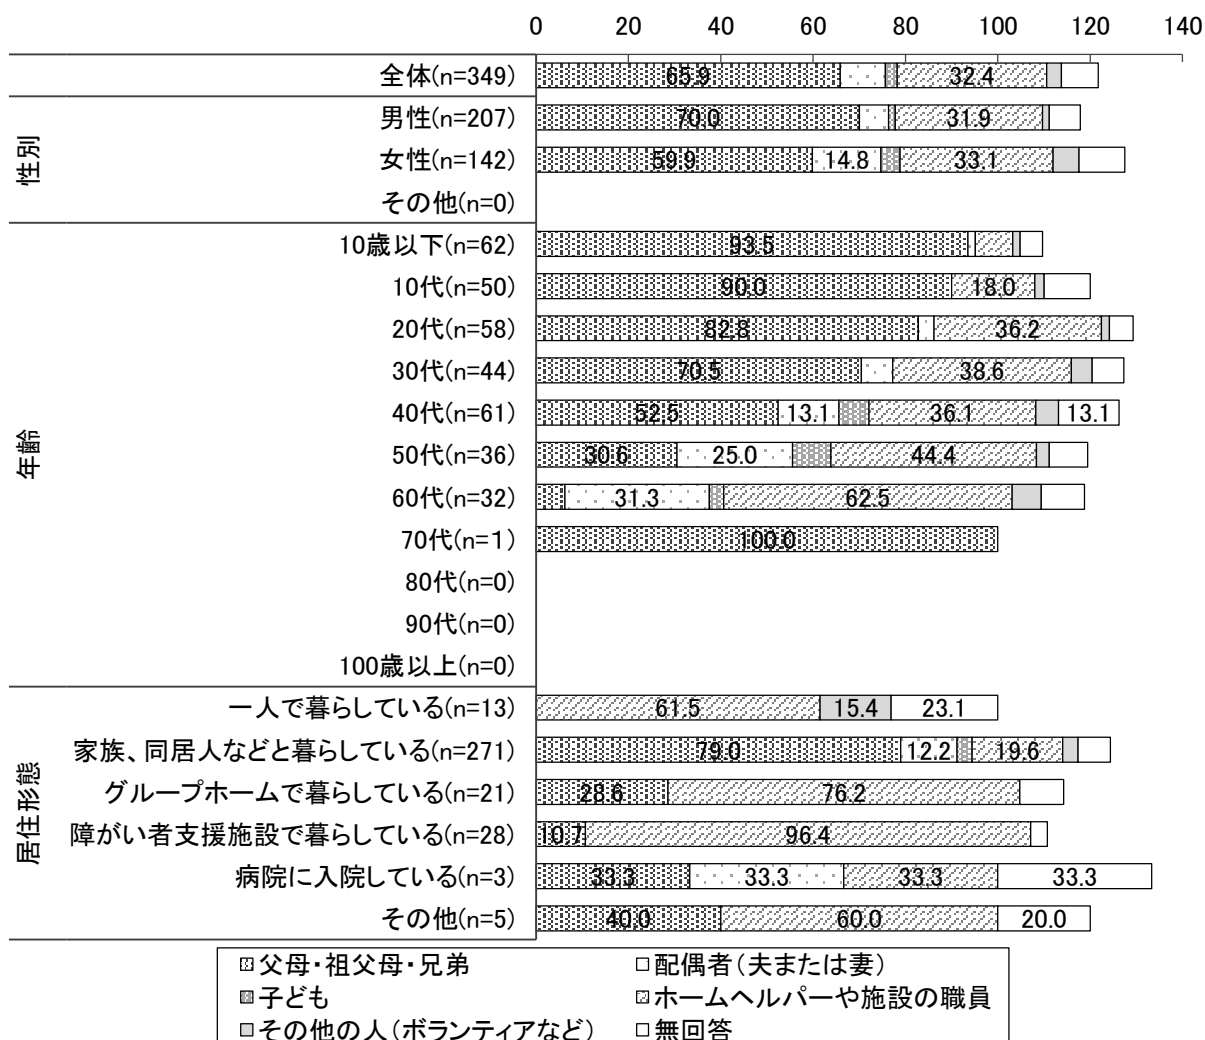 0 20 40 60 80 100 120 140
全体(n=349) 65.9 32.4
性別
男性(n=207) 70.0 31.9
女性(n=142) 59.9 14.8 33.1
その他(n=0)
年齢
10歳以下(n=62) 93.5
10代(n=50) 90.0 18.0
20代(n=58) 82.8 36.2
30代(n=44) 70.5 38.6
40代(n=61) 52.5 13.1 36.1 13.1
50代(n=36) 30.6 25.0 44.4
60代(n=32) 31.3 62.5
70代(n=1) 100.0
80代(n=0)
90代(n=0)
100歳以上(n=0)
居住形態
一人で暮らしている(n=13) 61.5 15.4 23.1
家族、同居人などと暮らしている(n=271) 79.0 12.2 19.6
グループホームで暮らしている(n=21) 28.6 76.2
障がい者支援施設で暮らしている(n=28) 10.7 96.4
病院に入院している(n=3) 33.3 33.3 33.3 33.3
その他(n=5) 40.0 60.0 20.0
父母・祖父母・兄弟 配偶者（夫または妻）
子ども ホームヘルパーや施設の職員
その他の人（ボランティアなど） 無回答